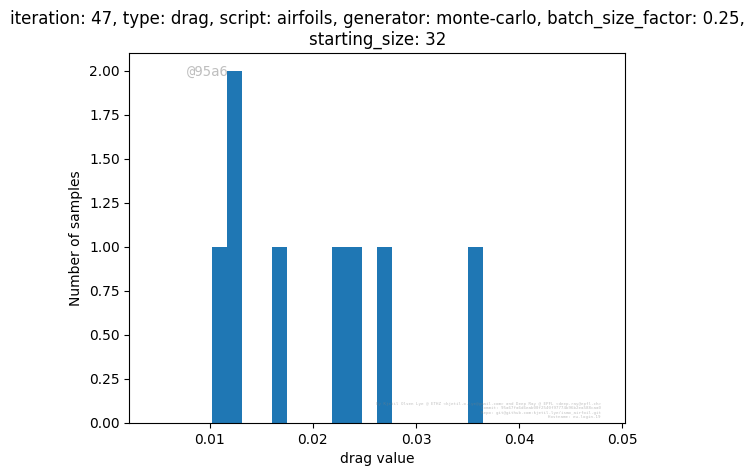 iteration: 47, type: drag, script: airfoils, generator: monte-carlo, batch_size_factor: 0.25,
starting_size: 32
@95a6
2.00
1.75
1.50
1.25
1.00
0.75
0.50
0.25
0.00
Number of samples
0.01
0.02
0.03
0.04
0.05
drag value